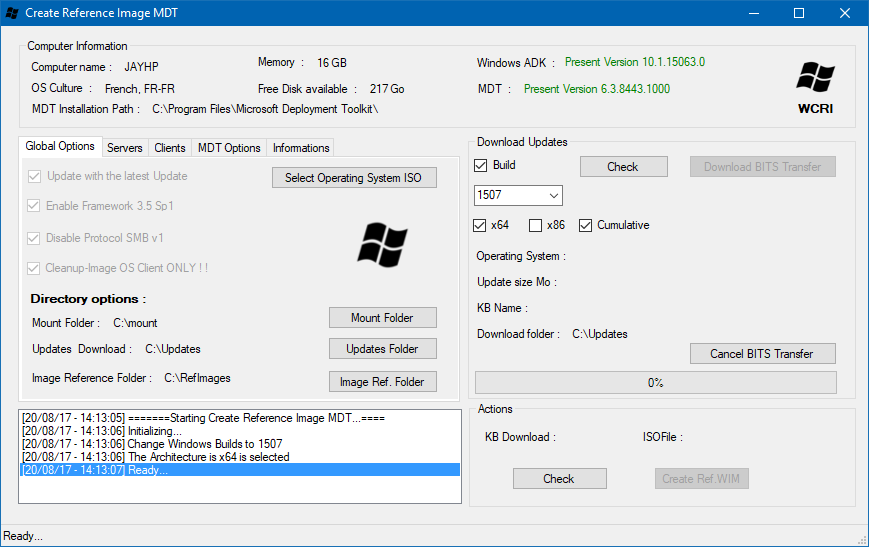 Create Reference Image MDT
Computer Information
Computer name : JAYHP
Memory : 16 GB
Windows ADK : Present Version 10.1.15063.0
OS Culture : French, FR-FR
Free Disk available : 217 Go
MDT : Present Version 6.3.8443.1000
MDT Installation Path : C:\Program Files\Microsoft Deployment Toolkit\
WCRI
Global Options Servers Clients MDT Options Informations
Update with the latest Update
Select Operating System ISO
Enable Framework 3.5 Sp1
Disable Protocol SMB v1
Cleanup-Image OS Client ONLY ! !
Directory options :
Mount Folder : C:\mount
Mount Folder
Updates Download : C:\Updates
Updates Folder
Image Reference Folder : C:\RefImages
Image Ref. Folder
Download Updates
Build
Check
Download BITS Transfer
1507
x64 x86 Cumulative
Operating System :
Update size Mo :
KB Name :
Download folder : C:\Updates
Cancel BITS Transfer
0%
[20/08/17 - 14:13:05] =======Starting Create Reference Image MDT...====
[20/08/17 - 14:13:06] Initializing...
[20/08/17 - 14:13:06] Change Windows Builds to 1507
[20/08/17 - 14:13:06] The Architecture is x64 is selected
[20/08/17 - 14:13:07] Ready...
Actions
KB Download :
ISOFile :
Check
Create Ref.WIM
Ready...